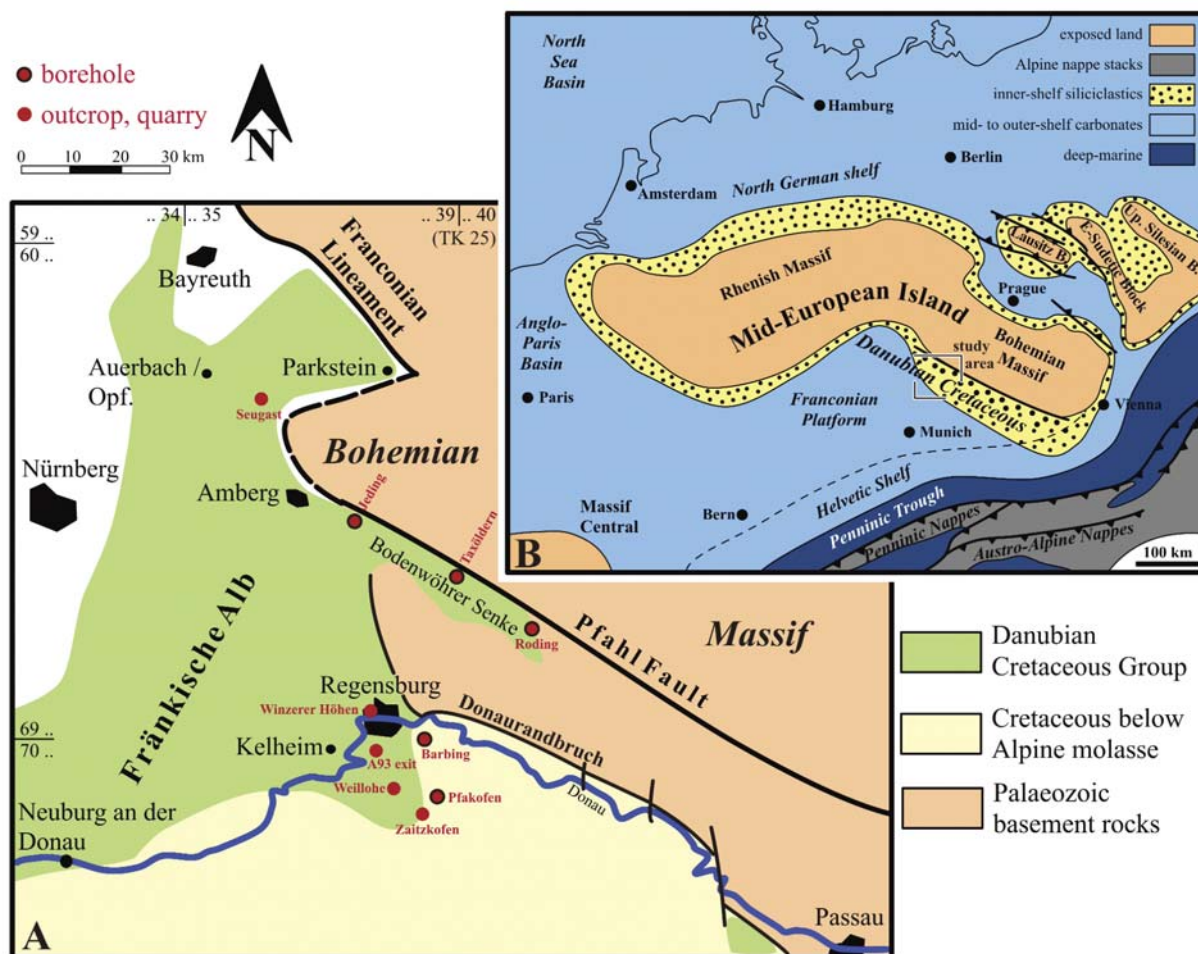 borehole
outcrop, quarry
N
0 10 20 30 km
.. 34 .. 35
.. 39 .. 40
(TK 25)
59 ..
60 ..
Franconian
Lineament
Bayreuth
Auerbach /
Opf.
Parkstein
Seugast
Bohemian
Nürnberg
Amberg
Jeding
Taxöldern
Bodenwöhrer Senke
Roding
Pfahl Fault
Massif
Fränkische Alb
Regensburg
Winzerer Höhen
Donaurandbruch
69 ..
70 ..
Kelheim
Barbing
A93 exit
Weillohe
Pfakofen
Donau
Zaitzkofen
Neuburg an der
Donau
Passau
A
North
Sea
Basin
exposed land
Alpine nappe stacks
inner-shelf siliciclastics
mid- to outer-shelf carbonates
deep-marine
Hamburg
Berlin
Amsterdam
North German shelf
Lausitz B.
E-Sudetic Block
Up. Silesian B.
Rhenish Massif
Prague
Mid-European Island
Anglo-
Paris
Basin
Bohemian
Massif
study
area
Danubian Cretaceous
Paris
Franconian
Platform
Vienna
Munich
Helvetic Shelf
Massif
Central
Bern
Penninic Trough
Penninic Nappes
Austro-Alpine Nappes
B
100 km
Danubian
Cretaceous Group
Cretaceous below
Alpine molasse
Palaeozoic
basement rocks